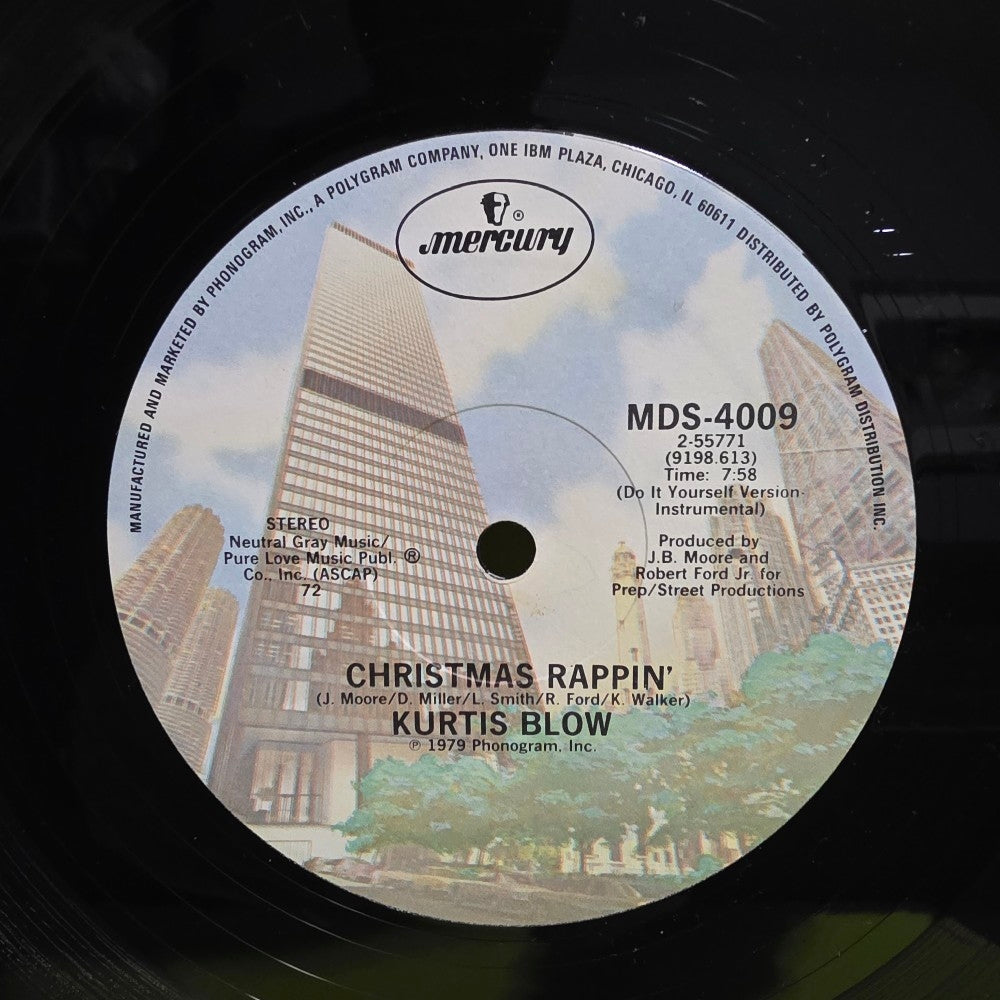 MANUFACTURED AND MARKETED BY PHONOGRAM, INC., A POLYGRAM COMPANY, ONE IBM PLAZA, CHICAGO, IL 60611 DISTRIBUTED BY POLYGRAM DISTRIBUTION INC.
®
mercury
MDS-4009
2-55771
(9198.613)
Time: 7:58
(Do It Yourself Version-
Instrumental)
STEREO
Neutral Gray Music/
Pure Love Music Publ. ®
Co., Inc. (ASCAP)
72
Produced by
J.B. Moore and
Robert Ford Jr. for
Prep/Street Productions
CHRISTMAS RAPPIN'
(J. Moore/D. Miller/L. Smith/R. Ford/K. Walker)
KURTIS BLOW
℗ 1979 Phonogram, Inc.